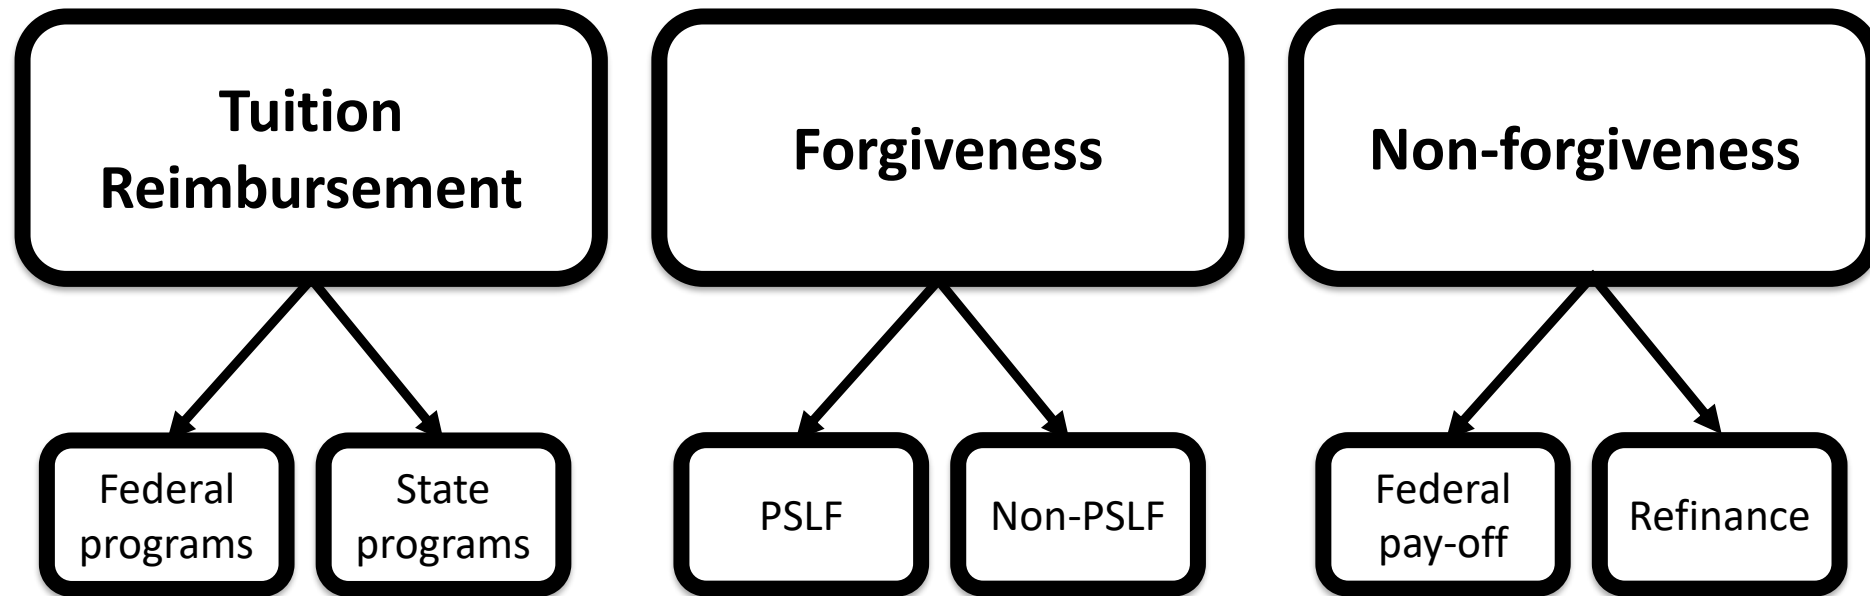 Tuition
Reimbursement
Forgiveness
Non-forgiveness
Federal
programs
State
programs
PSLF
Non-PSLF
Federal
pay-off
Refinance